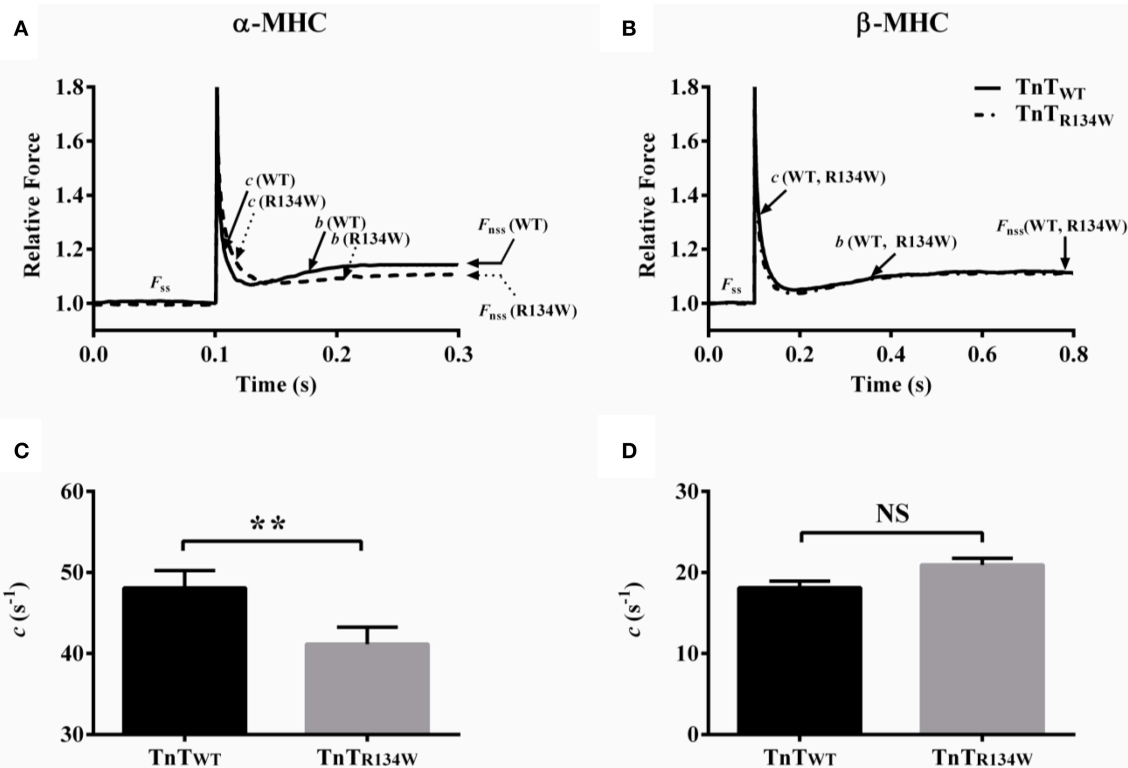 A
α-MHC
1.8
1.6
1.4
1.2
1.0
Relative Force
c (WT)
c (R134W)
b (WT)
b (R134W)
Fnss (WT)
Fnss (R134W)
Fss
0.0 0.1 0.2 0.3
Time (s)
B
β-MHC
TnTWT
TnTR134W
1.8
1.6
1.4
1.2
1.0
Relative Force
c (WT, R134W)
b (WT, R134W)
Fnss (WT, R134W)
Fss
0.0 0.2 0.4 0.6 0.8
Time (s)
C
60
50
40
30
c (s-1)
**
TnTWT TnTR134W
D
30
20
10
0
c (s-1)
NS
TnTWT TnTR134W